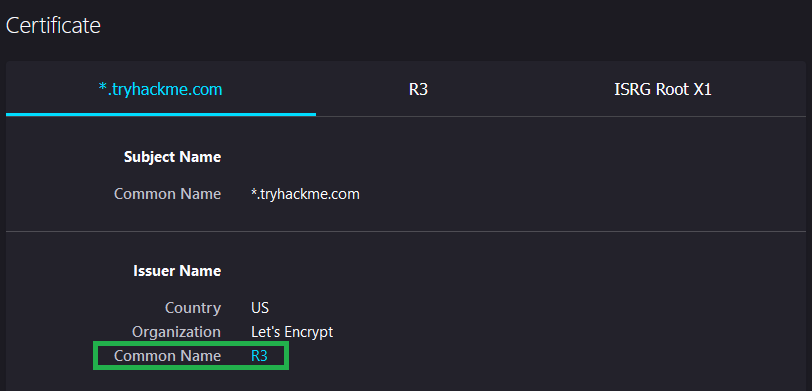 Certificate
*.tryhackme.com R3 ISRG Root X1
Subject Name
Common Name *.tryhackme.com
Issuer Name
Country US
Organization Let's Encrypt
Common Name R3